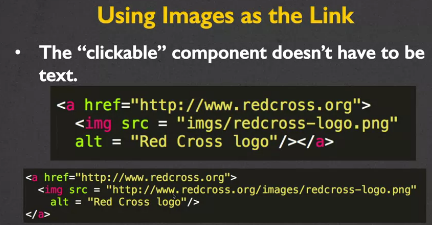 Using Images as the Link
• The “clickable” component doesn’t have to be
text.
<a href="http://www.redcross.org">
<img src = "imgs/redcross-logo.png"
alt = "Red Cross logo"/></a>
<a href="http://www.redcross.org">
<img src = "http://www.redcross.org/images/redcross-logo.png"
alt = "Red Cross logo"/>
</a>